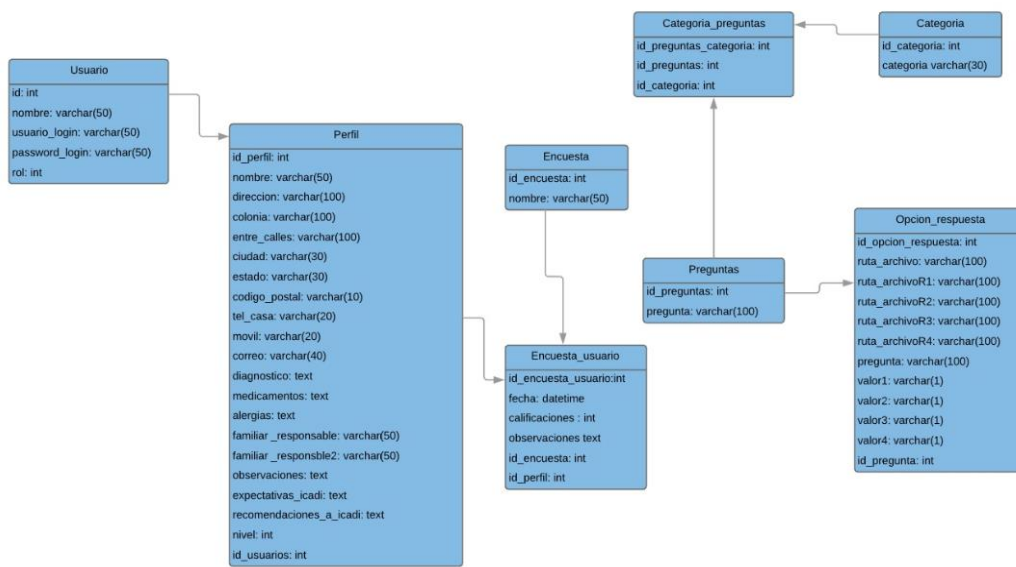 Usuario
id: int
nombre: varchar(50)
usuario_login: varchar(50)
password_login: varchar(50)
rol: int
Perfil
id_perfil: int
nombre: varchar(50)
direccion: varchar(100)
colonia: varchar(100)
entre_calles: varchar(100)
ciudad: varchar(30)
estado: varchar(30)
codigo_postal: varchar(10)
tel_casa: varchar(20)
movil: varchar(20)
correo: varchar(40)
diagnostico: text
medicamentos: text
alergias: text
familiar _responsable: varchar(50)
familiar _responsble2: varchar(50)
observaciones: text
expectativas_icadi: text
recomendaciones_a_icadi: text
nivel: int
id_usuarios: int
Encuesta
id_encuesta: int
nombre: varchar(50)
Encuesta_usuario
id_encuesta_usuario:int
fecha: datetime
calificaciones : int
observaciones text
id_encuesta: int
id_perfil: int
Categoria_preguntas
id_preguntas_categoria: int
id_preguntas: int
id_categoria: int
Categoria
id_categoria: int
categoria varchar(30)
Preguntas
id_preguntas: int
pregunta: varchar(100)
Opcion_respuesta
id_opcion_respuesta: int
ruta_archivo: varchar(100)
ruta_archivoR1: varchar(100)
ruta_archivoR2: varchar(100)
ruta_archivoR3: varchar(100)
ruta_archivoR4: varchar(100)
pregunta: varchar(100)
valor1: varchar(1)
valor2: varchar(1)
valor3: varchar(1)
valor4: varchar(1)
id_pregunta: int